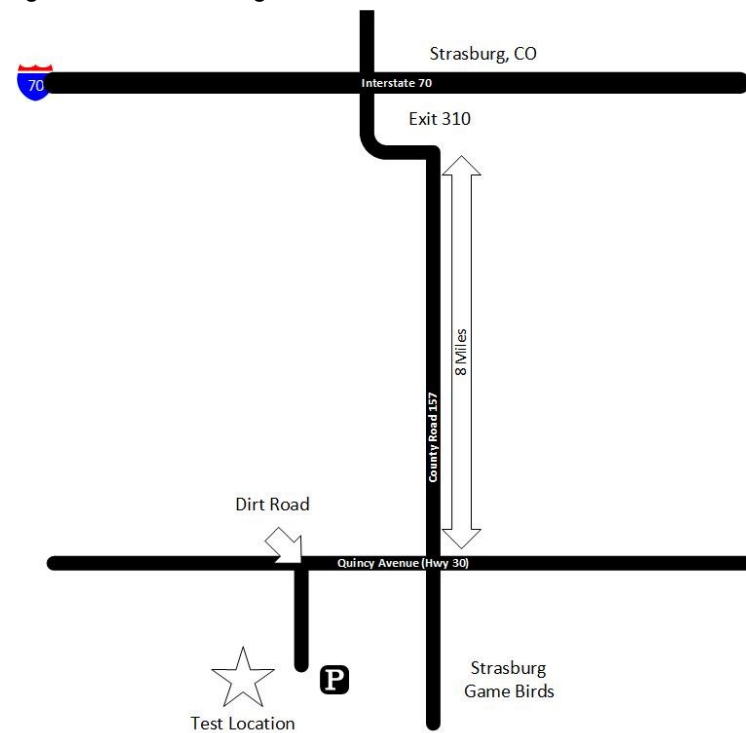 Strasburg, CO
70
Interstate 70
Exit 310
8 Miles
County Road 157
Dirt Road
Quincy Avenue (Hwy 30)
P
Strasburg
Game Birds
Test Location